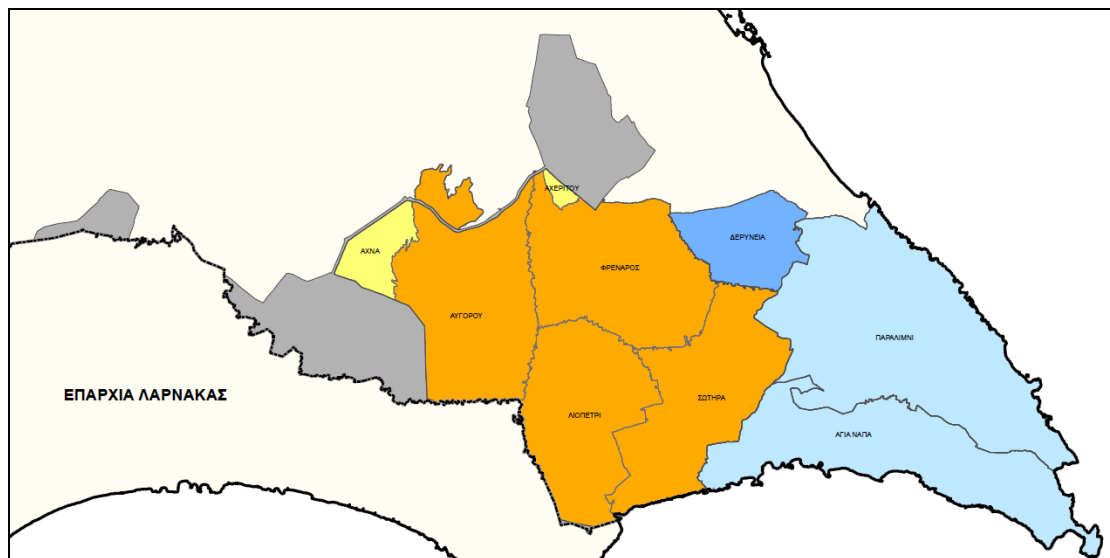 ΑΧΕΡΙΤΟΥ
ΔΕΡΥΝΕΙΑ
ΑΧΝΑ
ΦΡΕΝΑΡΟΣ
ΑΥΓΟΡΟΥ
ΠΑΡΑΛΙΜΝΙ
ΕΠΑΡΧΙΑ ΛΑΡΝΑΚΑΣ
ΣΩΤΗΡΑ
ΛΙΟΠΕΤΡΙ
ΑΓΙΑ ΝΑΠΑ